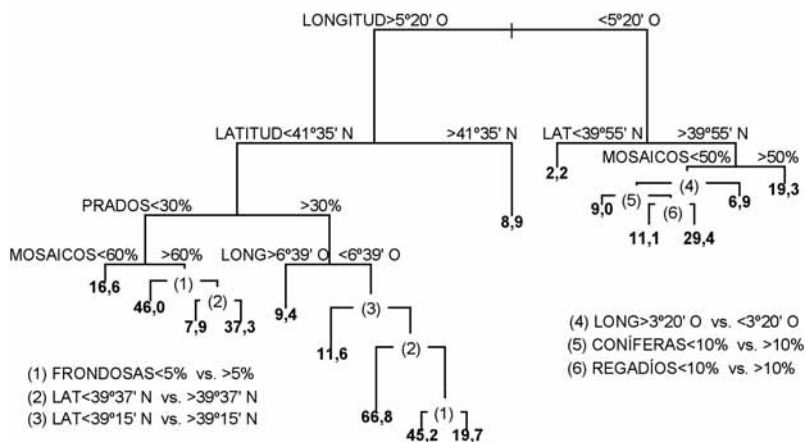 LONGITUD>5º20' O <5º20' O
LATITUD<41º35' N >41º35' N LAT<39º55' N >39º55' N
MOSAICOS<50% >50%
2,2
(4)
19,3
PRADOS<30% >30% 8,9 9,0 (5) 6,9
(6)
11,1 29,4
MOSAICOS<60% >60% LONG>6º39' O <6º39' O
16,6 (1) 9,4
46,0 (2) (3)
7,9 37,3
11,6 (2)
66,8 (1)
45,2 19,7
(1) FRONDOSAS<5% vs. >5%
(2) LAT<39º37' N vs. >39º37' N
(3) LAT<39º15' N vs. >39º15' N
(4) LONG>3º20' O vs. <3º20' O
(5) CONÍFERAS<10% vs. >10%
(6) REGADÍOS<10% vs. >10%